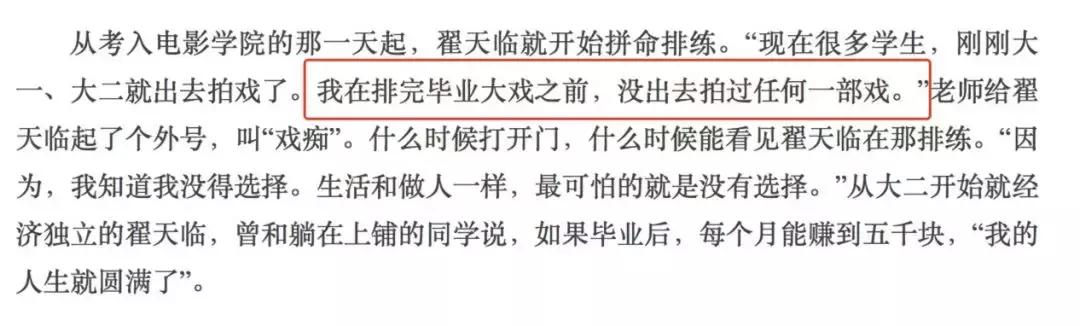 从考入电影学院的那一天起，翟天临就开始拼命排练。“现在很多学生，刚刚大
一、大二就出去拍戏了。我在排完毕业大戏之前，没出去拍过任何一部戏。”老师给翟
天临起了个外号，叫“戏痴”。什么时候打开门，什么时候能看见翟天临在那排练。“因
为，我知道我没得选择。生活和做人一样，最可怕的就是没有选择。”从大二开始就经
济独立的翟天临，曾和躺在上铺的同学说，如果毕业后，每个月能赚到五千块，“我的
人生就圆满了”。